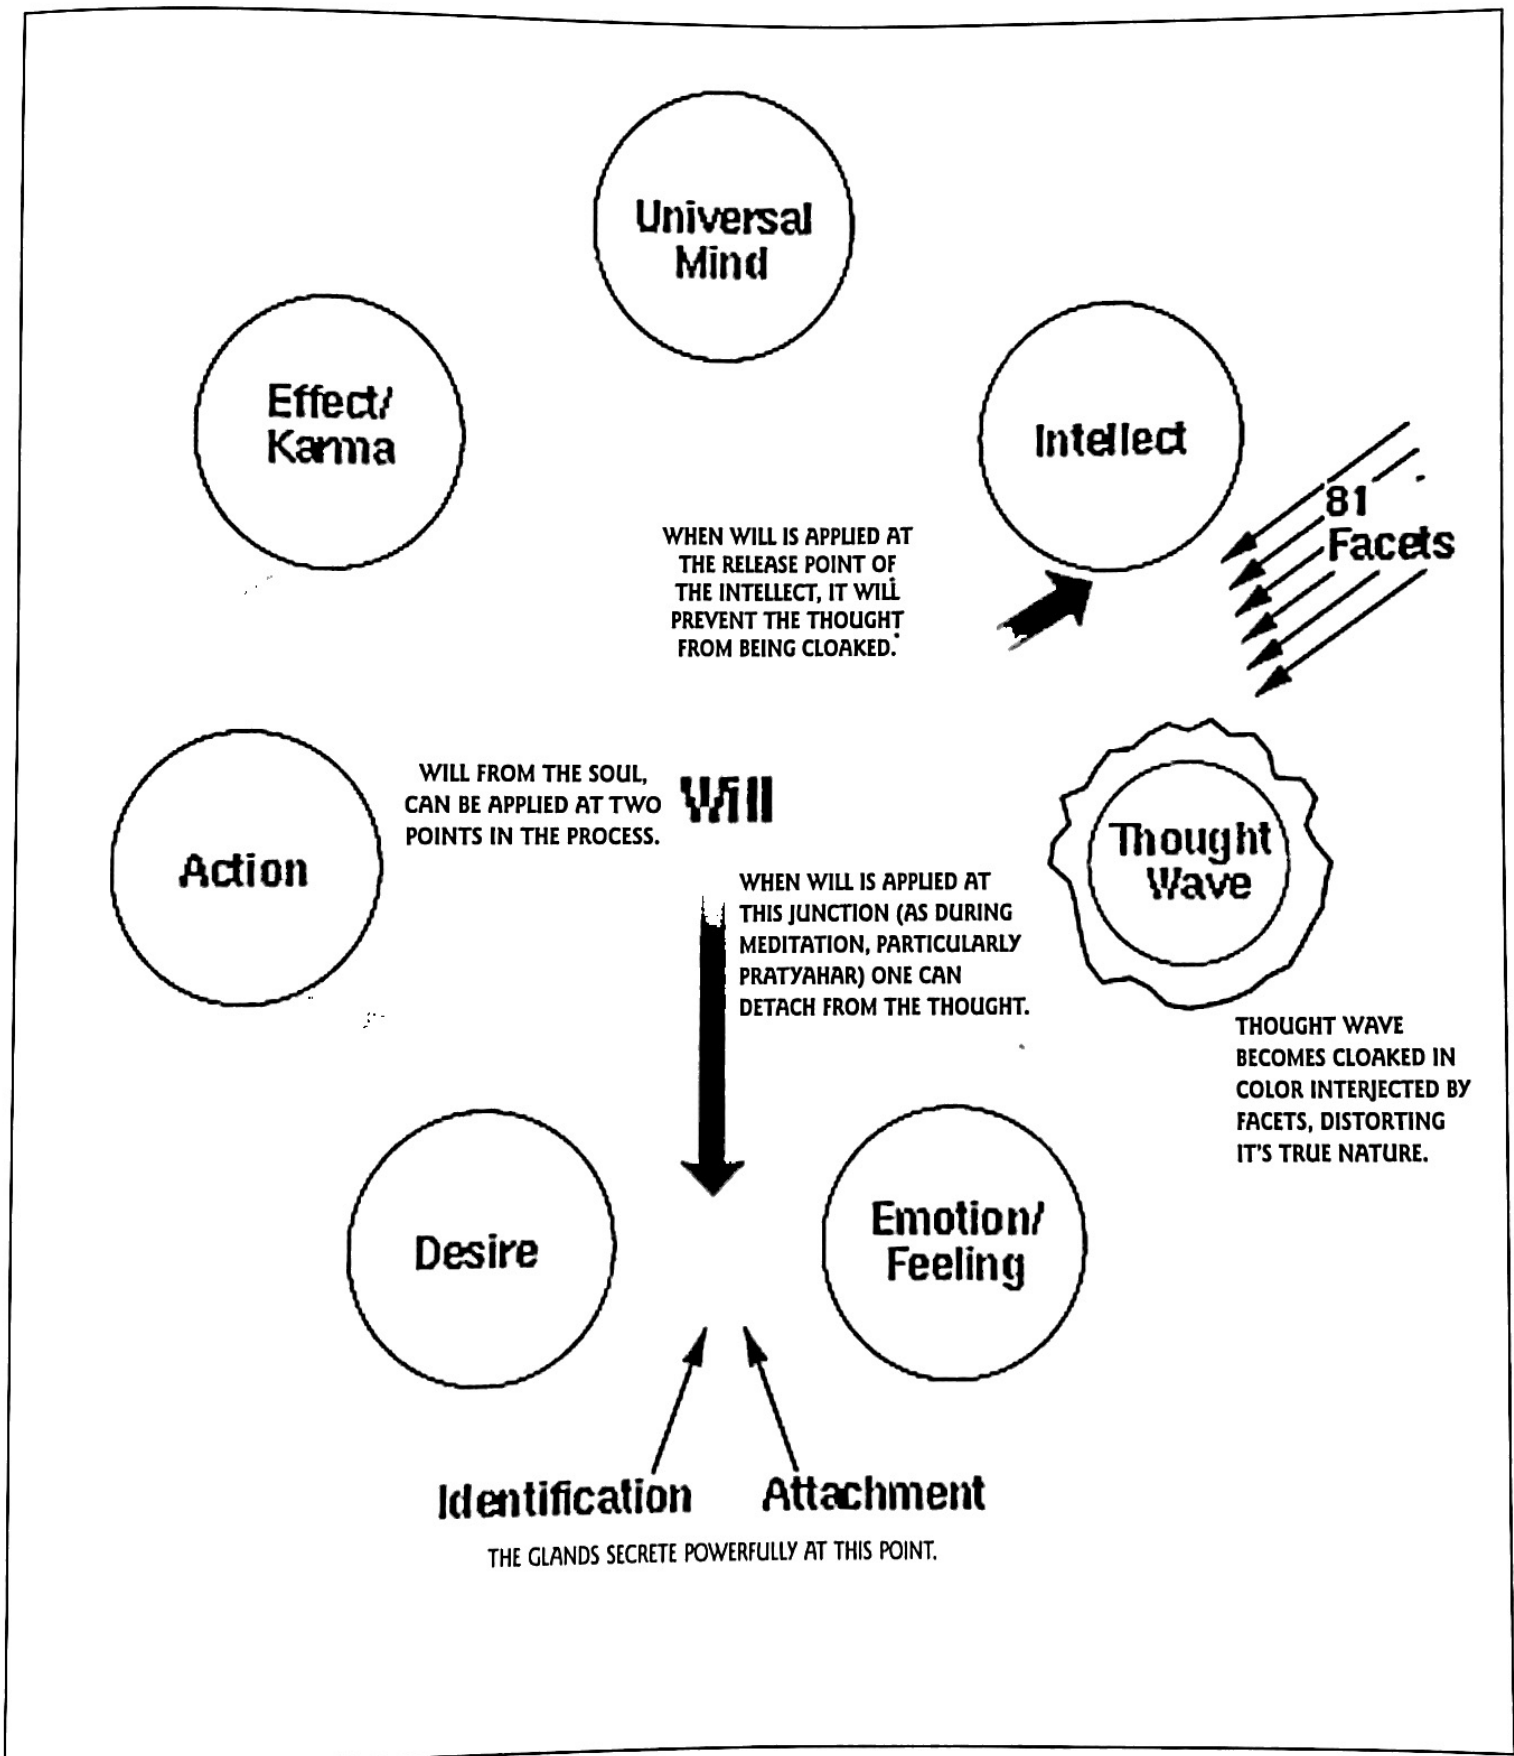 Universal
Mind
Effect/
Karma
Intellect
81
Facets
WHEN WILL IS APPLIED AT
THE RELEASE POINT OF
THE INTELLECT, IT WILL
PREVENT THE THOUGHT
FROM BEING CLOAKED.
WILL FROM THE SOUL,
CAN BE APPLIED AT TWO
POINTS IN THE PROCESS.
Will
Action
Thought
Wave
WHEN WILL IS APPLIED AT
THIS JUNCTION (AS DURING
MEDITATION, PARTICULARLY
PRATYAHAR) ONE CAN
DETACH FROM THE THOUGHT.
THOUGHT WAVE
BECOMES CLOAKED IN
COLOR INTERJECTED BY
FACETS, DISTORTING
IT'S TRUE NATURE.
Desire
Emotion/
Feeling
Identification
Attachment
THE GLANDS SECRETE POWERFULLY AT THIS POINT.